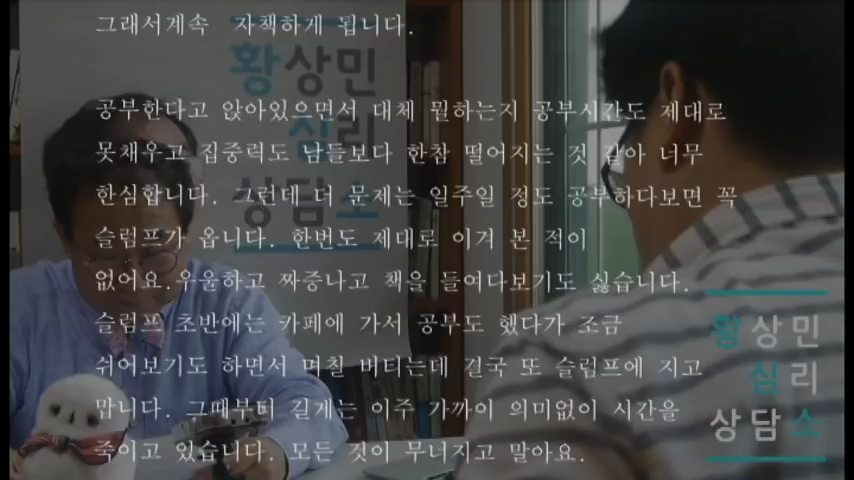 그래서계속 자책하게 됩니다.
황상민
심리
상담소
공부한다고 앉아있으면서 대체 뭘하는지 공부시간도 제대로
못채우고 집중력도 남들보다 한참 떨어지는 것 같아 너무
한심합니다. 그런데 더 문제는 일주일 정도 공부하다보면 꼭
슬럼프가 옵니다. 한번도 제대로 이겨 본 적이
없어요.우울하고 짜증나고 책을 들여다보기도 싫습니다.
슬럼프 초반에는 카페에 가서 공부도 했다가 조금
쉬어보기도 하면서 며칠 버티는데 결국 또 슬럼프에 지고
맙니다. 그때부터 길게는 이주 가까이 의미없이 시간을
죽이고 있습니다. 모든 것이 무너지고 말아요.
황상민
심리
상담소